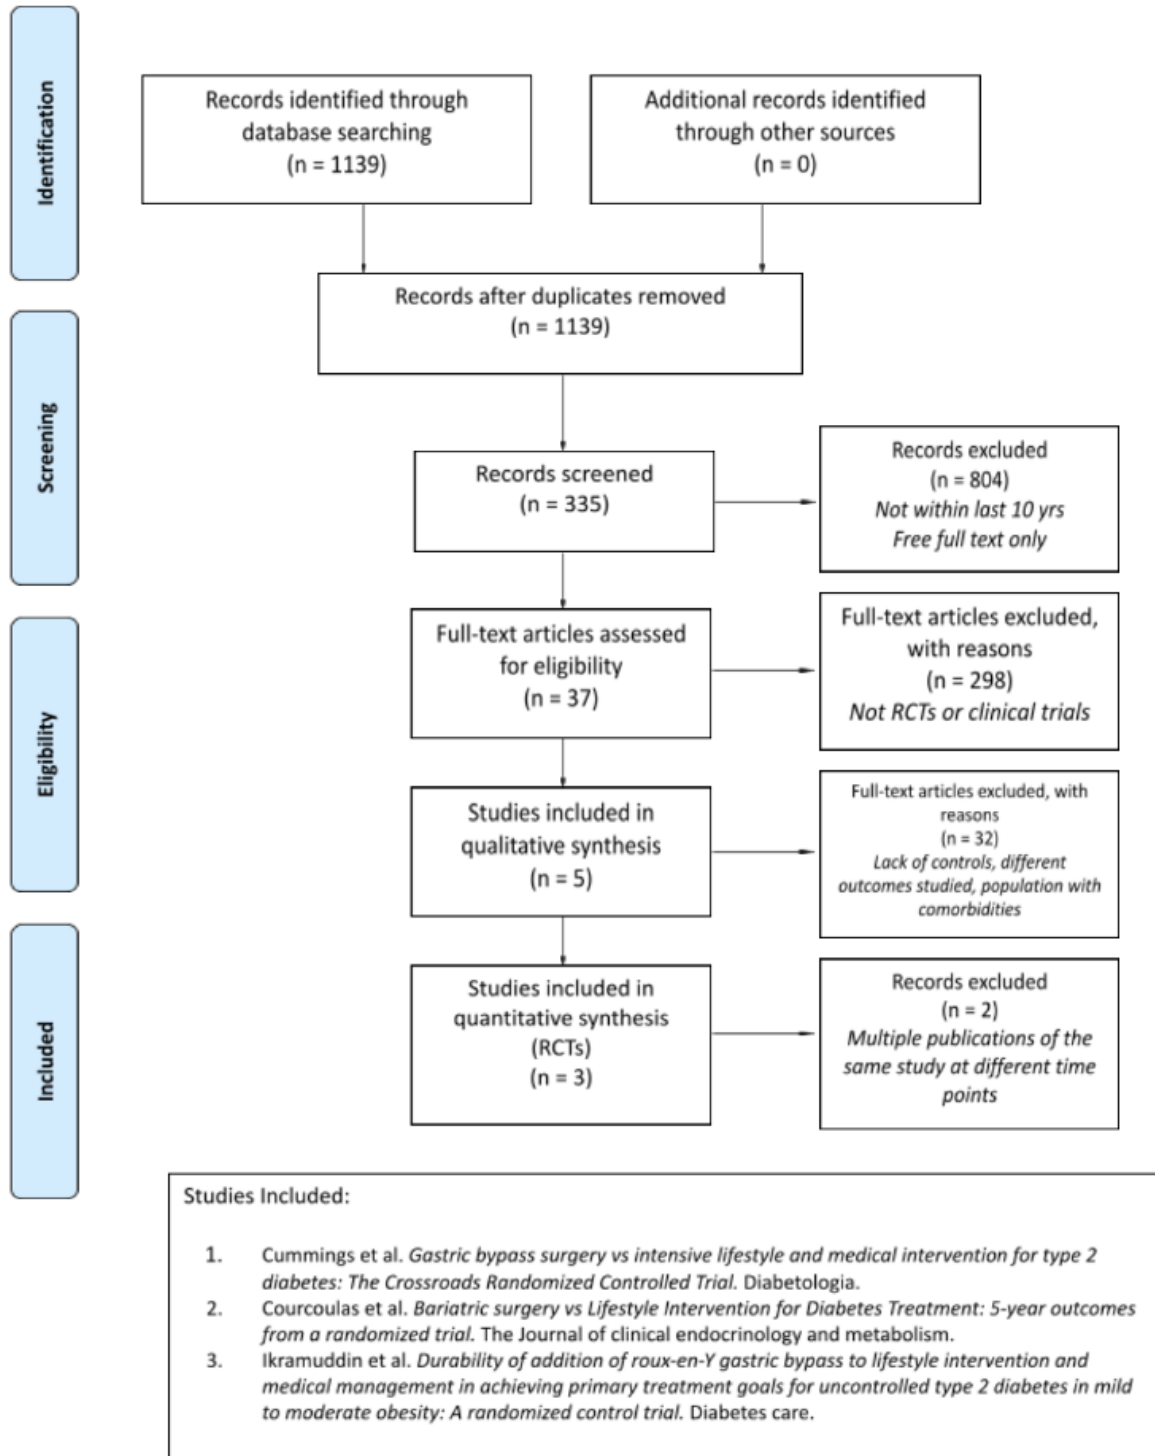 Identification
Records identified through
database searching
(n = 1139)
Additional records identified
through other sources
(n = 0)
Records after duplicates removed
(n = 1139)
Screening
Records screened
(n = 335)
Records excluded
(n = 804)
Not within last 10 yrs
Free full text only
Eligibility
Full-text articles assessed
for eligibility
(n = 37)
Full-text articles excluded,
with reasons
(n = 298)
Not RCTs or clinical trials
Studies included in
qualitative synthesis
(n = 5)
Full-text articles excluded, with
reasons
(n = 32)
Lack of controls, different
outcomes studied, population with
comorbidities
Included
Studies included in
quantitative synthesis
(RCTs)
(n = 3)
Records excluded
(n = 2)
Multiple publications of the
same study at different time
points
Studies Included:
1. Cummings et al. Gastric bypass surgery vs intensive lifestyle and medical intervention for type 2
diabetes: The Crossroads Randomized Controlled Trial. Diabetologia.
2. Courcoulas et al. Bariatric surgery vs Lifestyle Intervention for Diabetes Treatment: 5-year outcomes
from a randomized trial. The Journal of clinical endocrinology and metabolism.
3. Ikramuddin et al. Durability of addition of roux-en-Y gastric bypass to lifestyle intervention and
medical management in achieving primary treatment goals for uncontrolled type 2 diabetes in mild
to moderate obesity: A randomized control trial. Diabetes care.